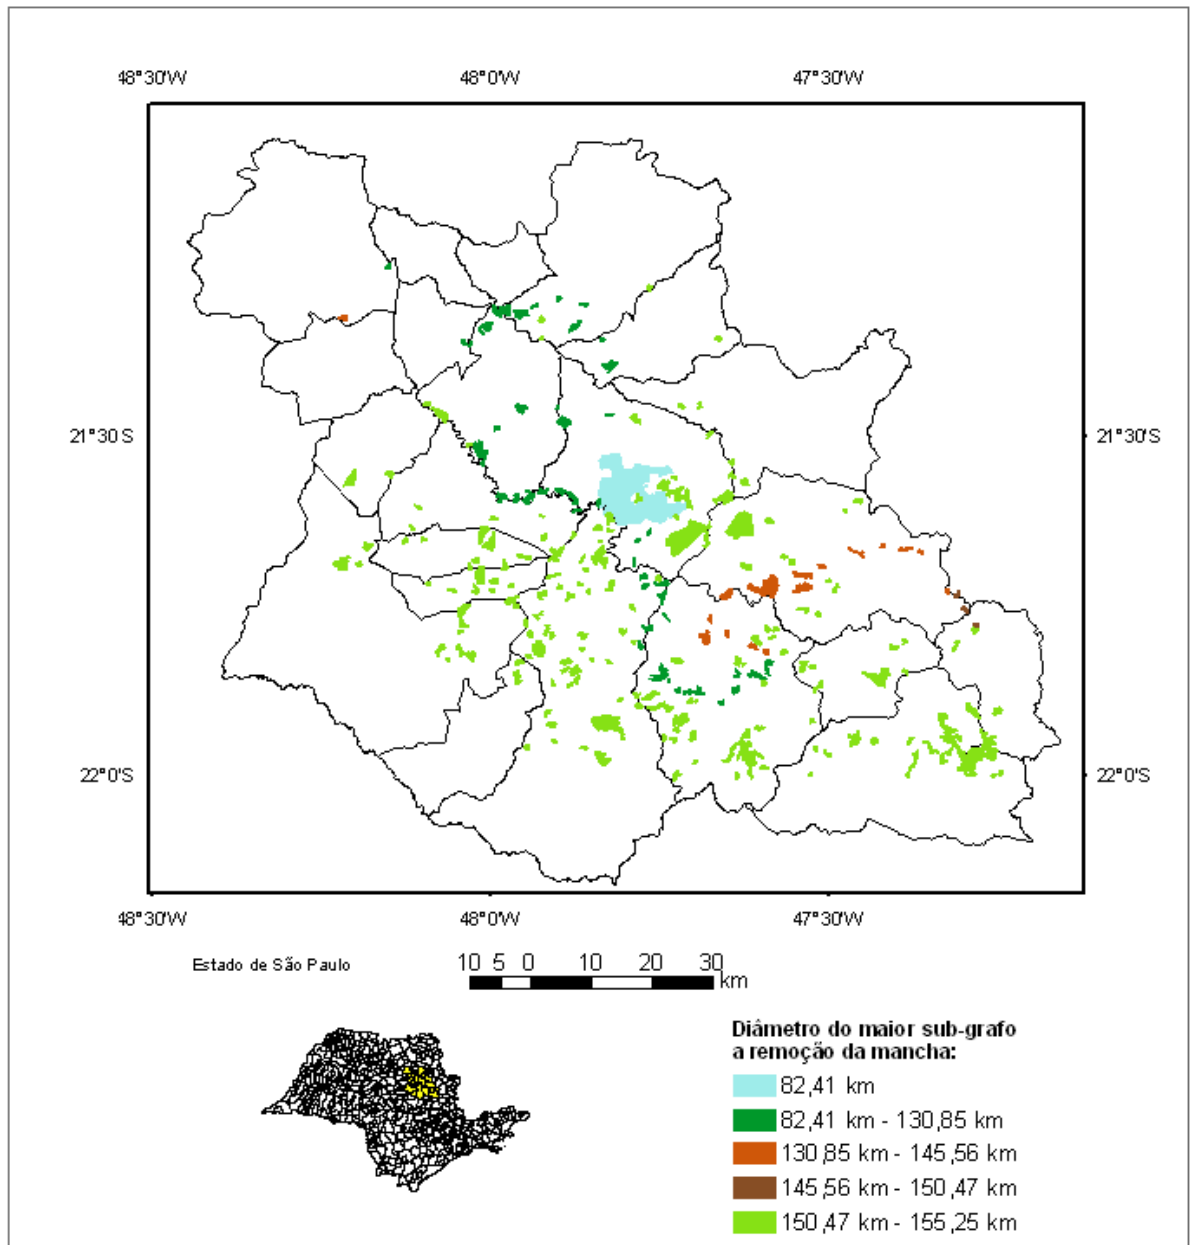 48°30'W 48°0'W 47°30'W
21°30'S 21°30'S
22°0'S 22°0'S
48°30'W 48°0'W 47°30'W
Estado de São Paulo
10 5 0 10 20 30
km
Diâmetro do maior sub-grafo
a remoção da mancha:
82,41 km
82,41 km - 130,85 km
130,85 km - 145,56 km
145,56 km - 150,47 km
150,47 km - 155,25 km